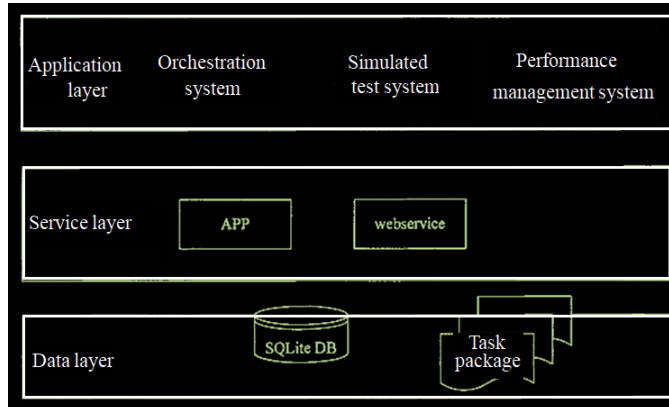 Application layer
Orchestration system
Simulated test system
Performance management system
Service layer
APP
webservice
Data layer
SQLite DB
Task package